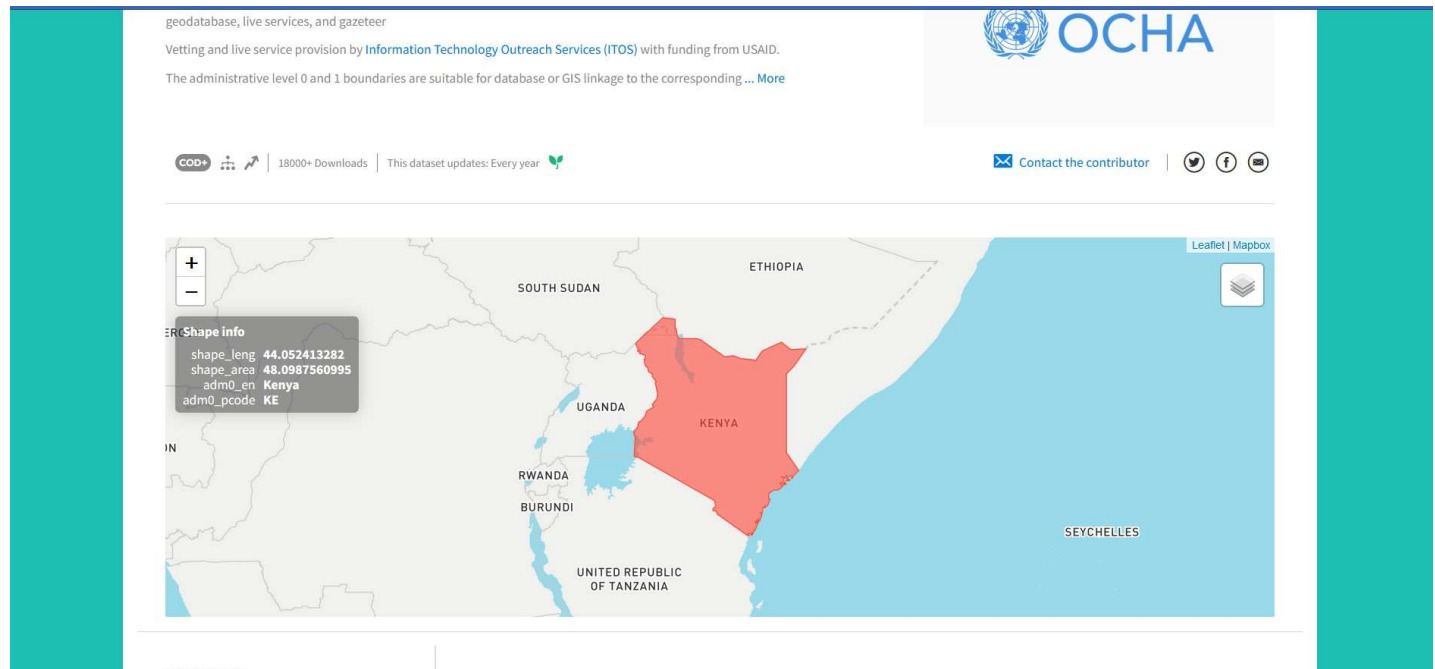 geodatabase, live services, and gazeteer
OCHA
Vetting and live service provision by Information Technology Outreach Services (ITOS) with funding from USAID.
The administrative level 0 and 1 boundaries are suitable for database or GIS linkage to the corresponding ... More
COD+ | 18000+ Downloads | This dataset updates: Every year
Contact the contributor
Leaflet | Mapbox
+
−
ETHIOPIA
SOUTH SUDAN
Shape info
shape_leng 44.052413282
shape_area 48.0987560995
adm0_en Kenya
adm0_pcode KE
UGANDA
KENYA
ON
RWANDA
BURUNDI
SEYCHELLES
UNITED REPUBLIC
OF TANZANIA